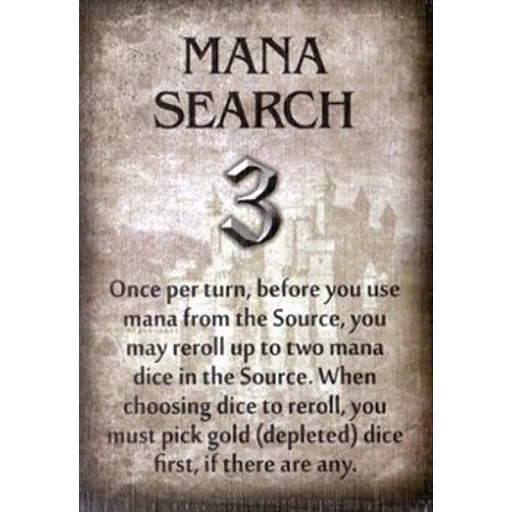 MANA
SEARCH
3
Once per turn, before you use
mana from the Source, you
may reroll up to two mana
dice in the Source. When
choosing dice to reroll, you
must pick gold (depleted) dice
first, if there are any.